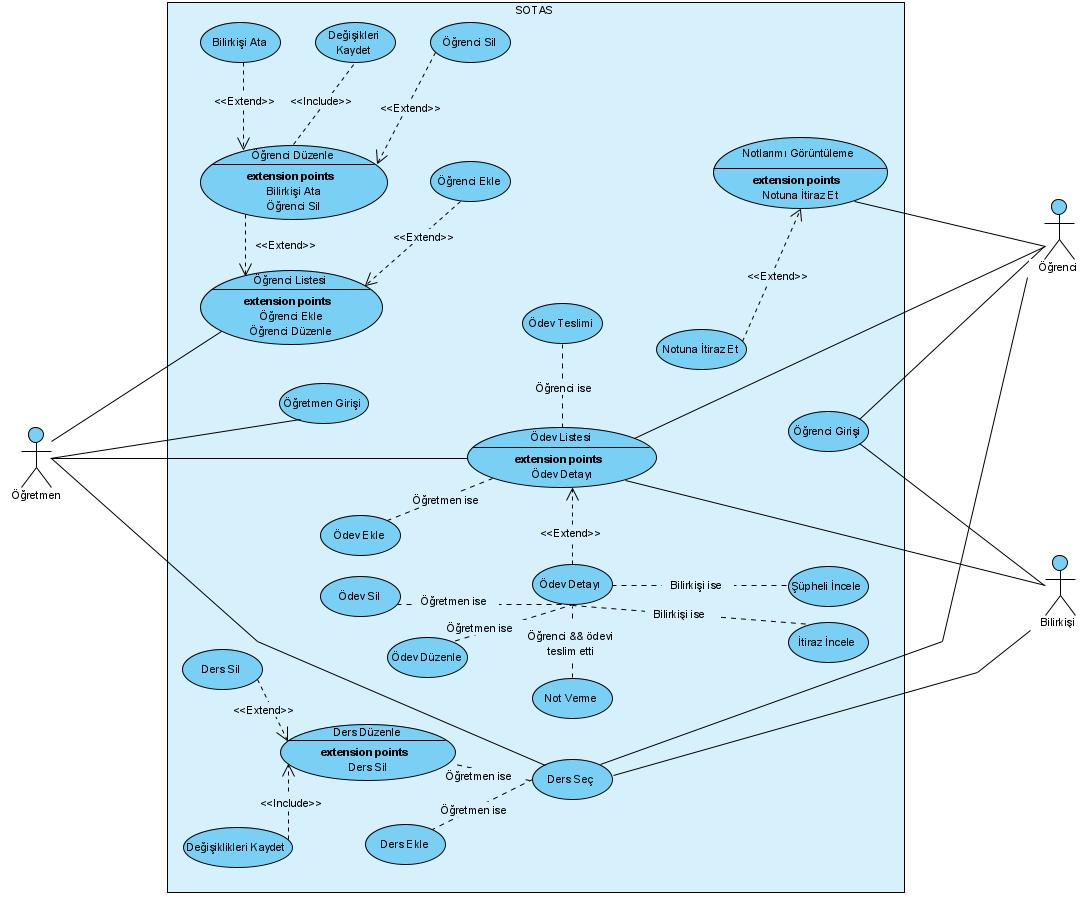 SOTAS
Bilirkişi Ata
Değişikleri
Kaydet
Öğrenci Sil
<<Extend>>
<<Include>>
<<Extend>>
Öğrenci Düzenle
extension points
Bilirkişi Ata
Öğrenci Sil
Öğrenci Ekle
<<Extend>>
<<Extend>>
Öğrenci Listesi
extension points
Öğrenci Ekle
Öğrenci Düzenle
Notlarımı Görüntüleme
extension points
Notuna İtiraz Et
<<Extend>>
Notuna İtiraz Et
Öğrenci
Ödev Teslimi
Öğrenci ise
Öğretmen Girişi
Öğrenci Girişi
Öğretmen
Ödev Listesi
extension points
Ödev Detayı
Öğretmen ise
Ödev Ekle
<<Extend>>
Ödev Detayı
Bilirkişi ise
Şüpheli İncele
Ödev Sil
Öğretmen ise
Bilirkişi ise
Bilirkişi
Öğretmen ise
Öğrenci && ödevi
teslim etti
İtiraz İncele
Ödev Düzenle
Not Verme
Ders Sil
<<Extend>>
Ders Düzenle
extension points
Ders Sil
Öğretmen ise
Ders Seç
<<Include>>
Öğretmen ise
Değişiklikleri Kaydet
Ders Ekle